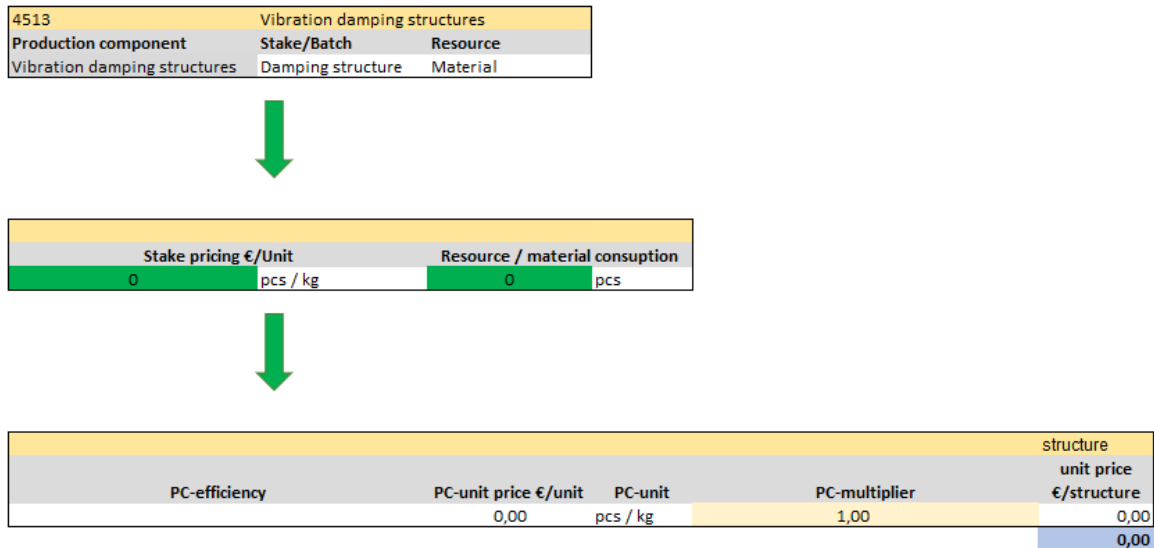 4513 Vibration damping structures
Production component Stake/Batch Resource
Vibration damping structures Damping structure Material
Stake pricing €/Unit Resource / material consuption
0 pcs / kg 0 pcs
structure
unit price
PC-efficiency PC-unit price €/unit PC-unit PC-multiplier €/structure
0,00 pcs / kg 1,00 0,00
0,00